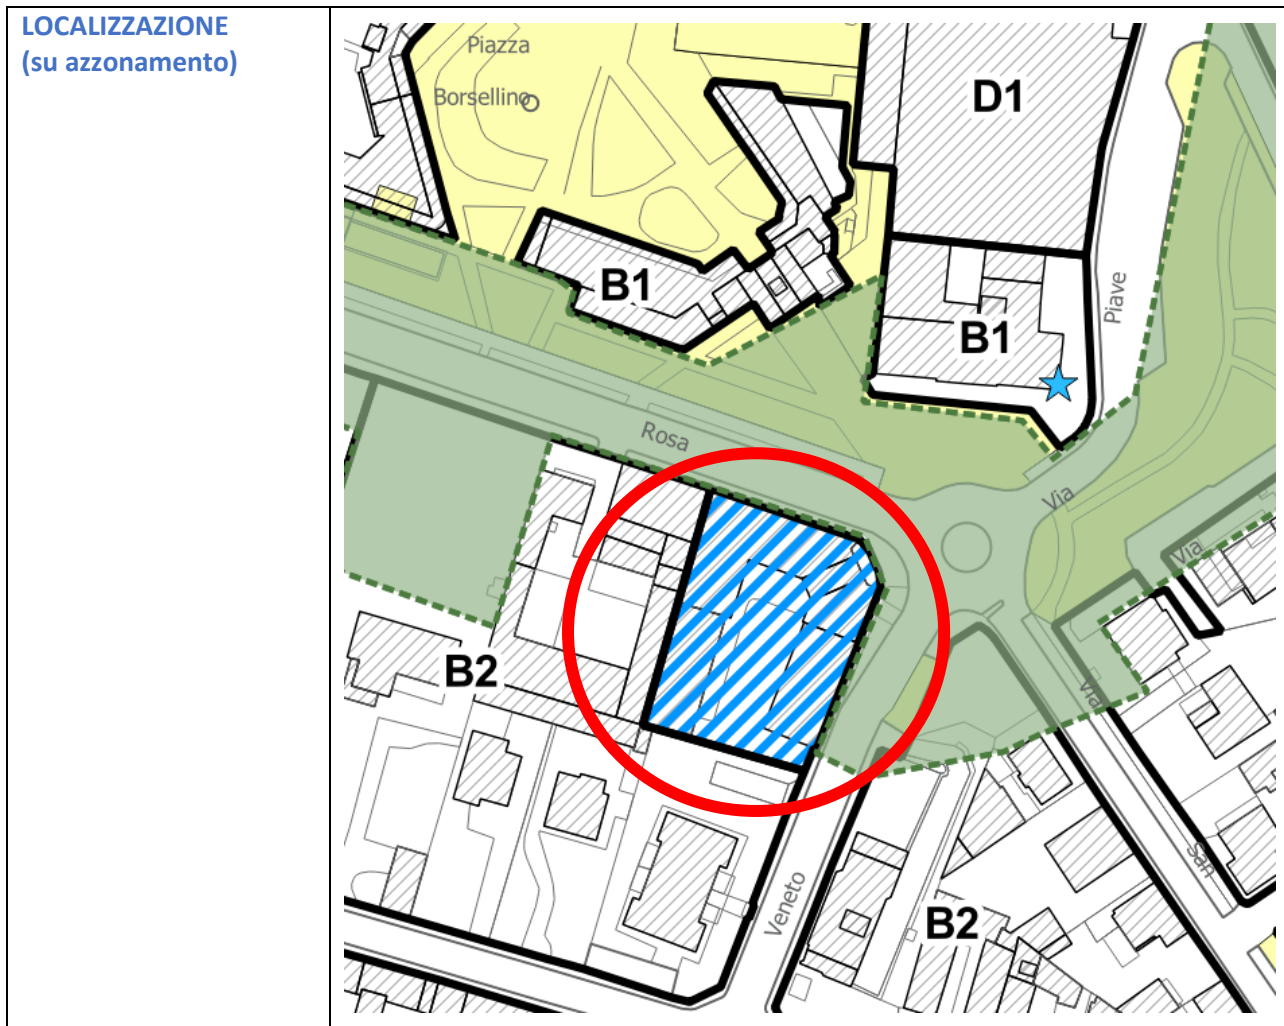 LOCALIZZAZIONE
(su azzonamento)
Piazza
Borsellino
D1
B1
Piave
B1
Rosa
Via
Via
B2
Via
San
Veneto
B2